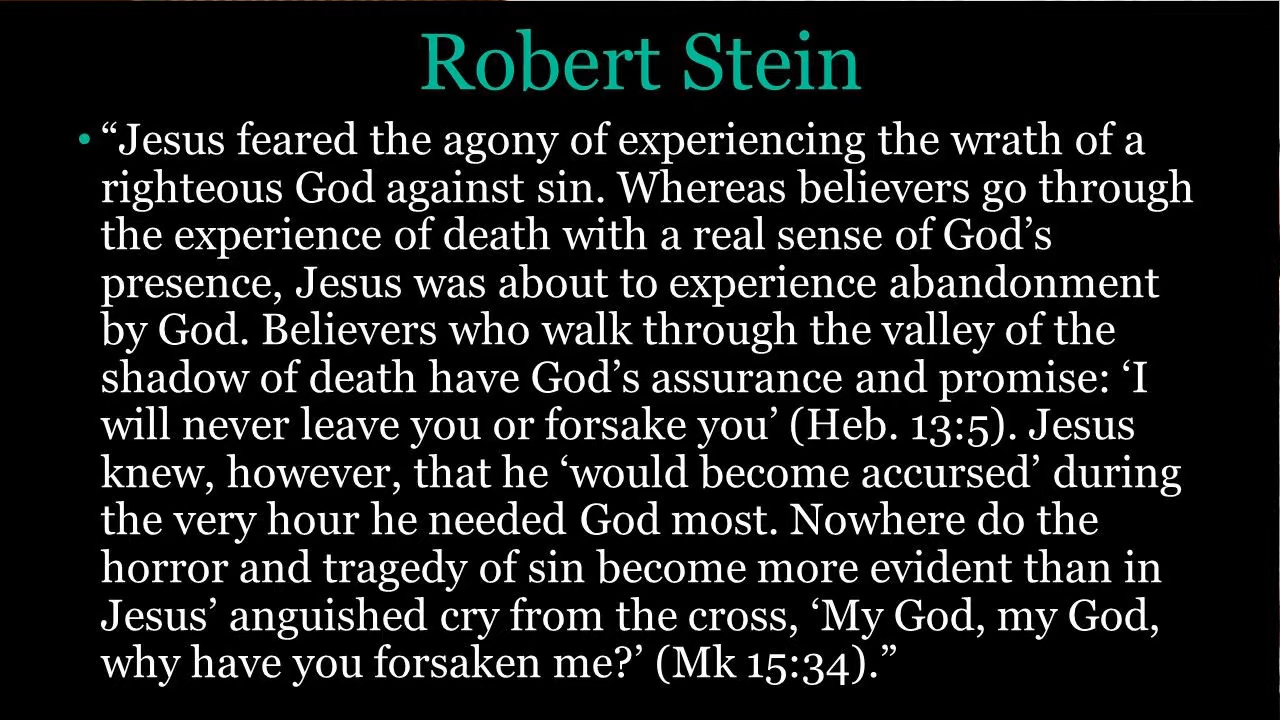 Robert Stein
• “Jesus feared the agony of experiencing the wrath of a
righteous God against sin. Whereas believers go through
the experience of death with a real sense of God’s
presence, Jesus was about to experience abandonment
by God. Believers who walk through the valley of the
shadow of death have God’s assurance and promise: ‘I
will never leave you or forsake you’ (Heb. 13:5). Jesus
knew, however, that he ‘would become accursed’ during
the very hour he needed God most. Nowhere do the
horror and tragedy of sin become more evident than in
Jesus’ anguished cry from the cross, ‘My God, my God,
why have you forsaken me?’ (Mk 15:34).”